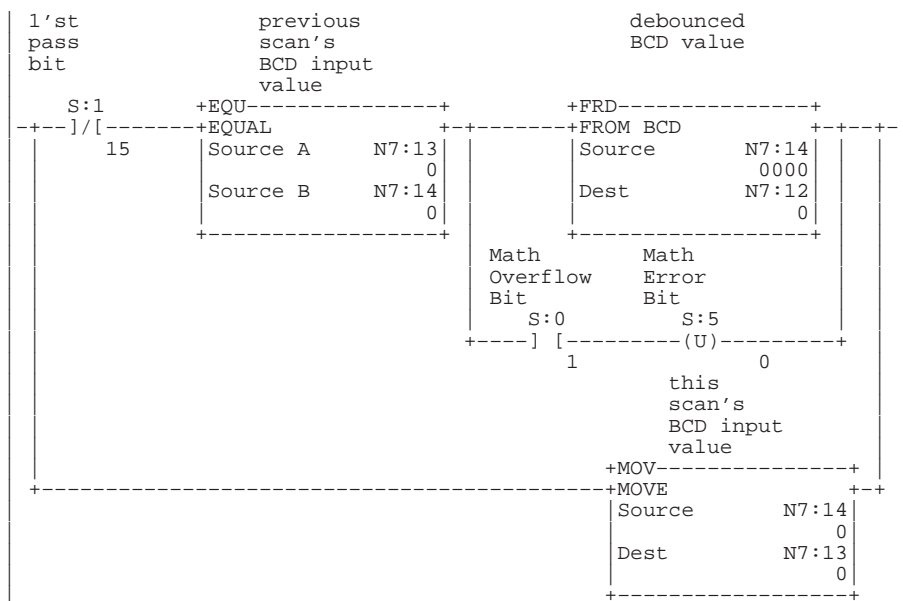 1'st previous debounced
pass scan's BCD value
bit BCD input
value
S:1 +EQU---------------+ +FRD---------------+
-+--]/[-------+EQUAL +-+-------+FROM BCD +-+--+-
15 |Source A N7:13| |Source N7:14|
0| 0000|
|Source B N7:14| |Dest N7:12|
0| 0|
+------------------+ +------------------+
Math Math
Overflow Error
Bit Bit
S:0 S:5
+----] [---------(U)---------+
1 0
this
scan's
BCD input
value
+MOV---------------+
+-------------------------------------------+MOVE +-+
|Source N7:14|
0|
|Dest N7:13|
0|
+------------------+